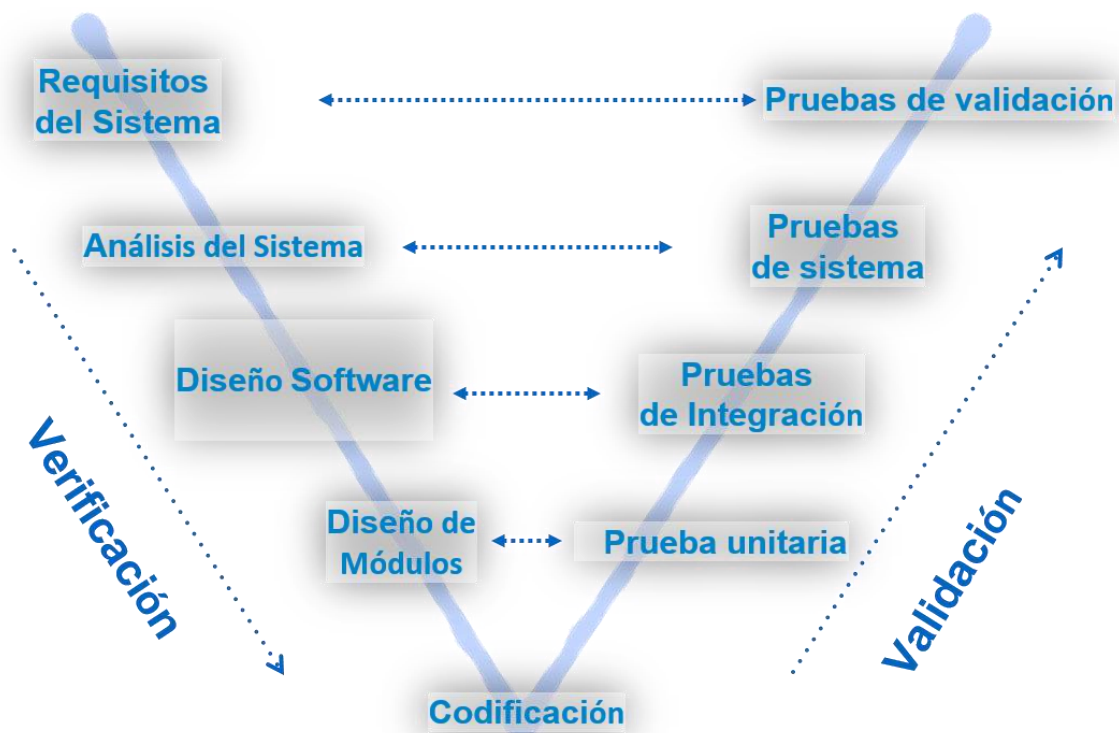 Requisitos
del Sistema
Pruebas de validación
Análisis del Sistema
Pruebas
de sistema
Diseño Software
Pruebas
de Integración
Verificación
Validación
Diseño de
Módulos
Prueba unitaria
Codificación